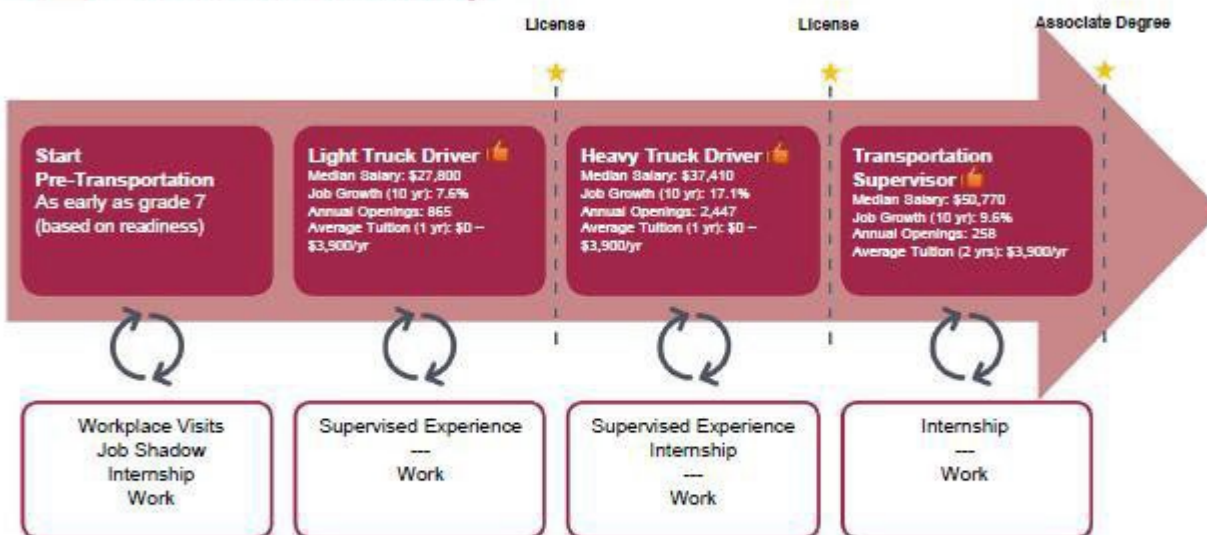 License
License
Associate Degree
Start
Pre-Transportation
As early as grade 7
(based on readiness)
Light Truck Driver
Median Salary: $27,800
Job Growth (10 yr): 7.6%
Annual Openings: 865
Average Tuition (1 yr): $0 –
$3,900/yr
Heavy Truck Driver
Median Salary: $37,410
Job Growth (10 yr): 17.1%
Annual Openings: 2,447
Average Tuition (1 yr): $0 –
$3,900/yr
Transportation
Supervisor
Median Salary: $50,770
Job Growth (10 yr): 9.6%
Annual Openings: 258
Average Tuition (2 yrs): $3,900/yr
Workplace Visits
Job Shadow
Internship
Work
Supervised Experience
---
Work
Supervised Experience
Internship
---
Work
Internship
---
Work